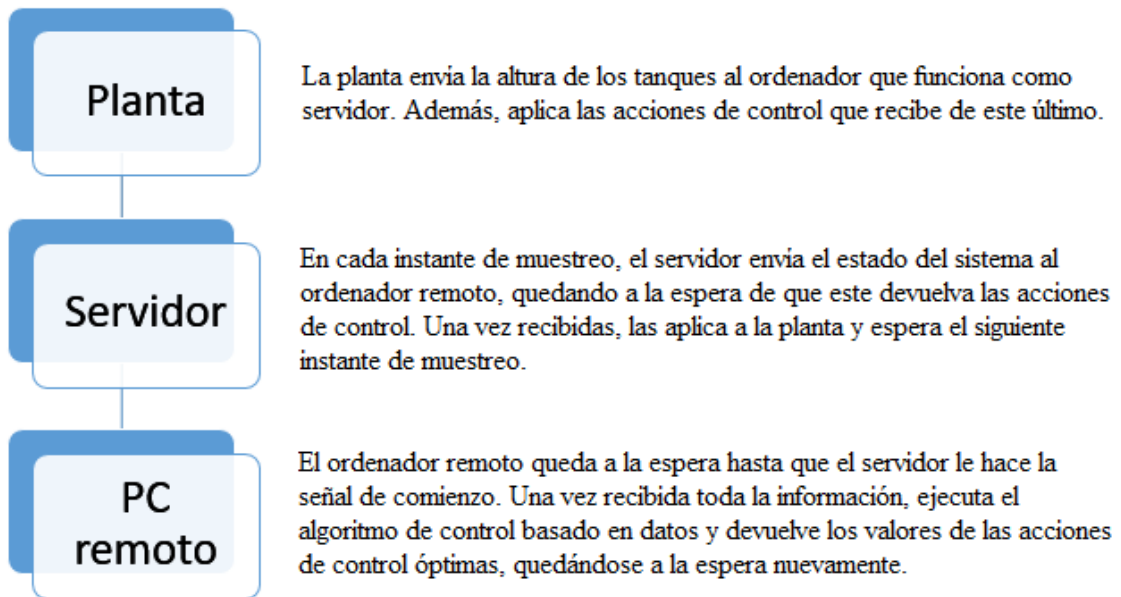 Planta
La planta envía la altura de los tanques al ordenador que funciona como
servidor. Además, aplica las acciones de control que recibe de este último.
Servidor
En cada instante de muestreo, el servidor envía el estado del sistema al
ordenador remoto, quedando a la espera de que este devuelva las acciones
de control. Una vez recibidas, las aplica a la planta y espera el siguiente
instante de muestreo.
PC
remoto
El ordenador remoto queda a la espera hasta que el servidor le hace la
señal de comienzo. Una vez recibida toda la información, ejecuta el
algoritmo de control basado en datos y devuelve los valores de las acciones
de control óptimas, quedándose a la espera nuevamente.